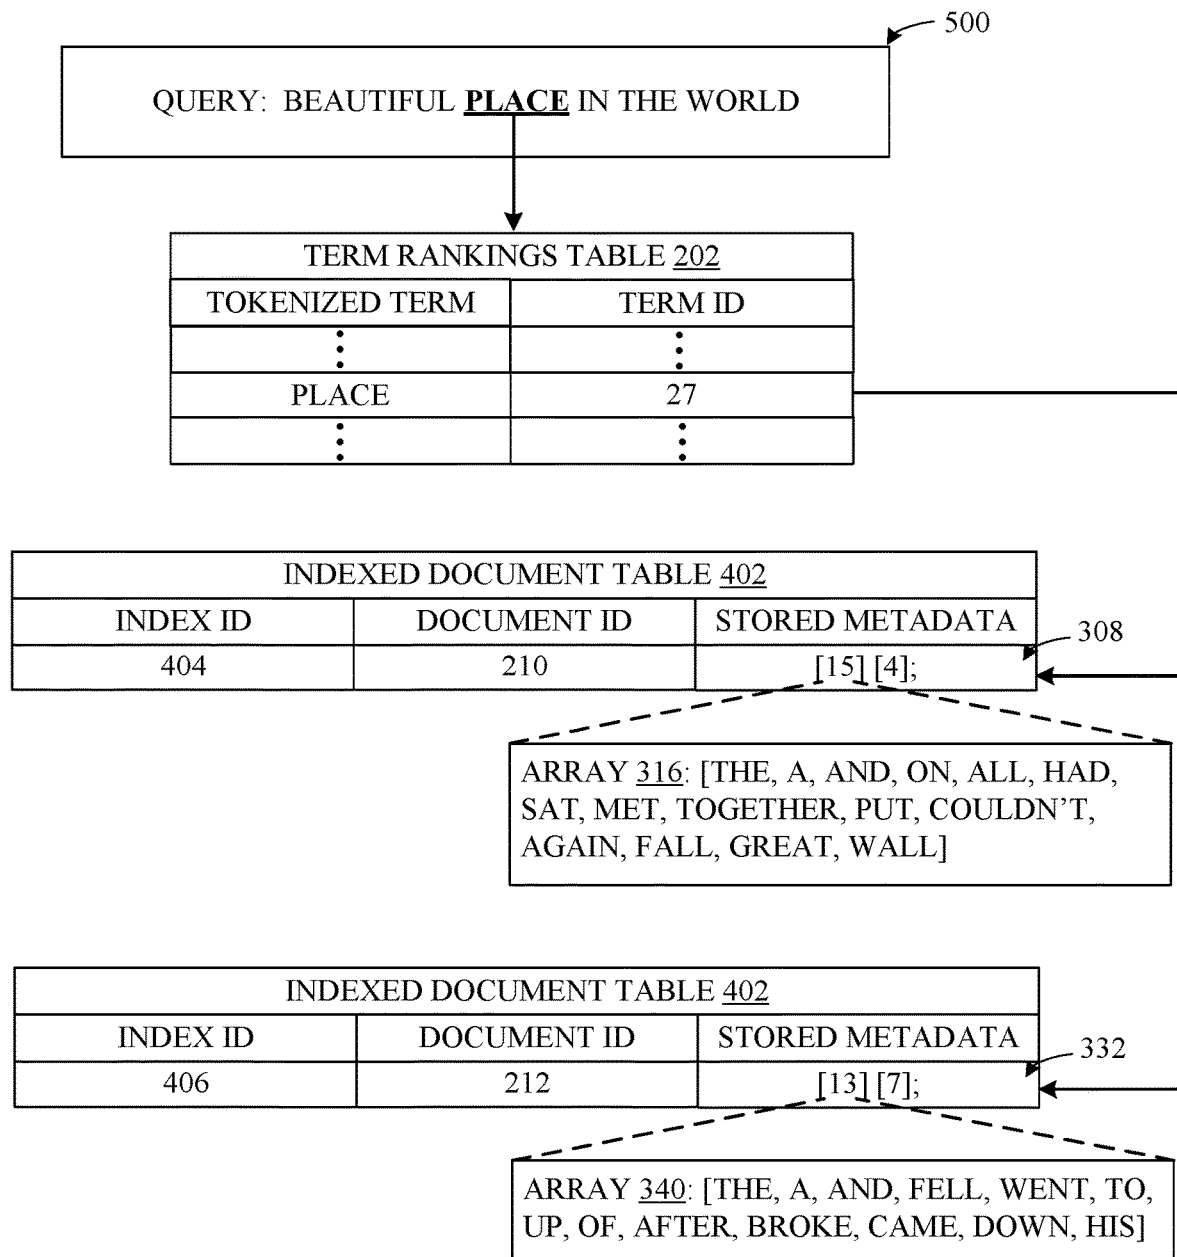 500
QUERY: BEAUTIFUL PLACE IN THE WORLD
TERM RANKINGS TABLE 202
TOKENIZED TERM TERM ID
PLACE 27
INDEXED DOCUMENT TABLE 402
INDEX ID DOCUMENT ID STORED METADATA
308
404 210 [15] [4];
ARRAY 316: [THE, A, AND, ON, ALL, HAD,
SAT, MET, TOGETHER, PUT, COULDN'T,
AGAIN, FALL, GREAT, WALL]
INDEXED DOCUMENT TABLE 402
INDEX ID DOCUMENT ID STORED METADATA
332
406 212 [13] [7];
ARRAY 340: [THE, A, AND, FELL, WENT, TO,
UP, OF, AFTER, BROKE, CAME, DOWN, HIS]